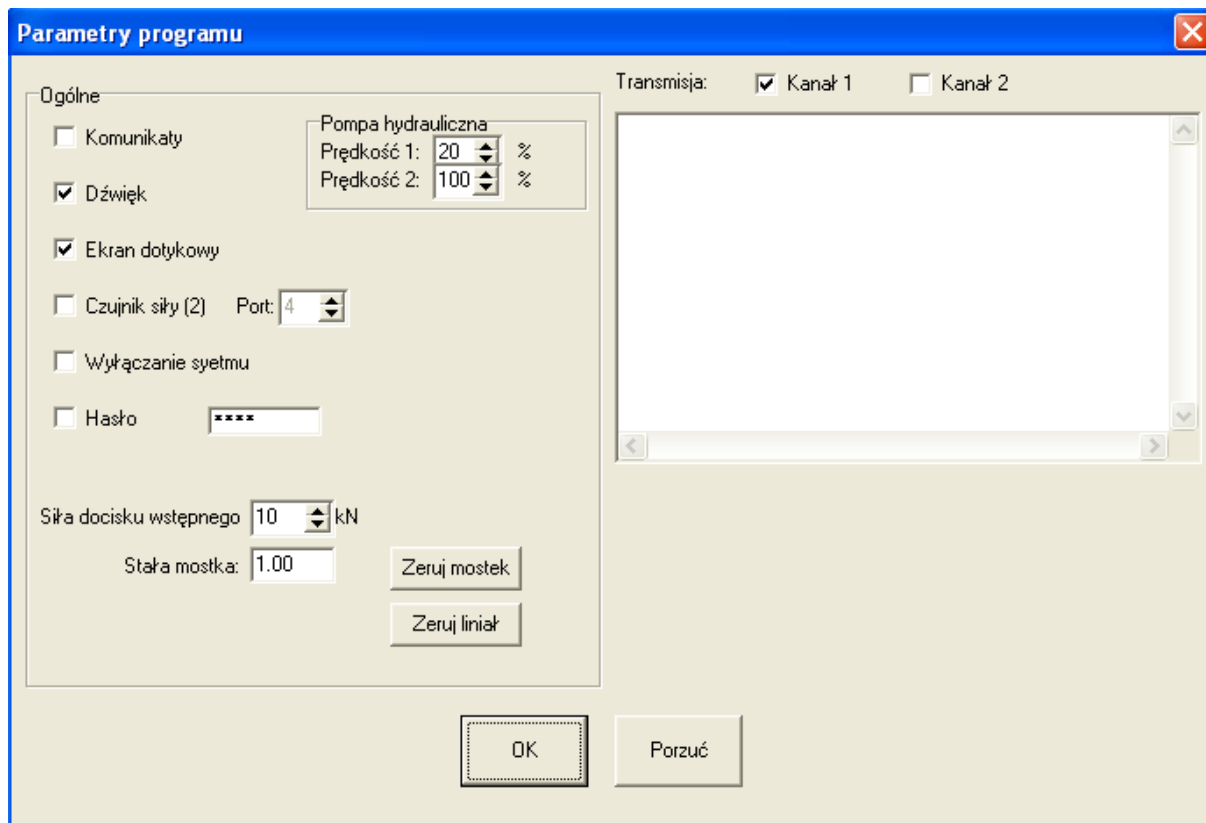 Parametry programu
Ogólne
Komunikaty
Dźwięk
Ekran dotykowy
Czujnik siły (2) Port: 4
Wyłączanie syetmu
Hasło ****
Pompa hydrauliczna
Prędkość 1: 20 %
Prędkość 2: 100 %
Siła docisku wstępnego 10 kN
Stała mostka: 1.00
Zeruj mostek
Zeruj liniał
Transmisja: Kanał 1 Kanał 2
OK
Porzuć